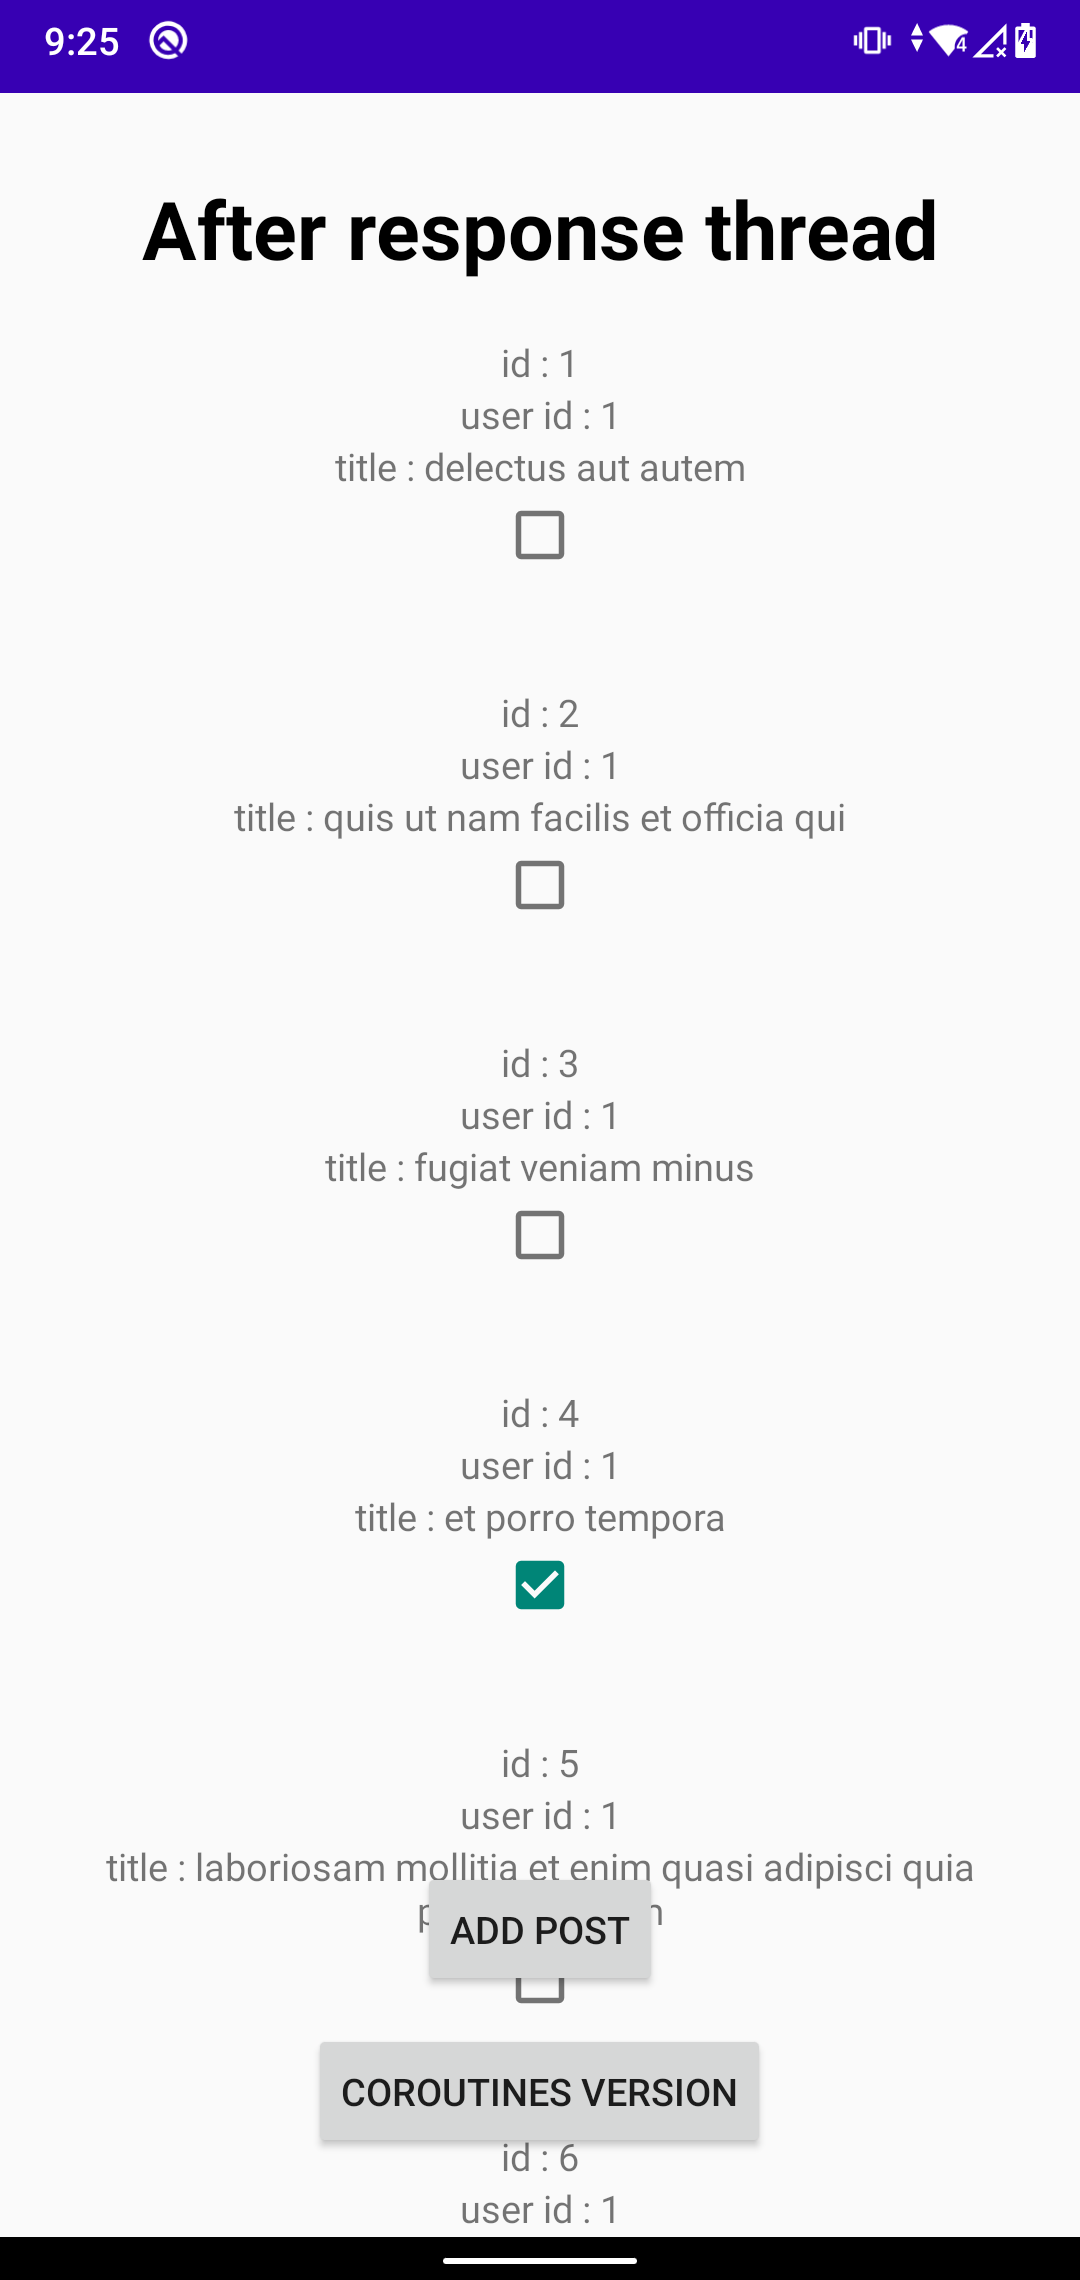 9:25
After response thread
id : 1
user id : 1
title : delectus aut autem
id : 2
user id : 1
title : quis ut nam facilis et officia qui
id : 3
user id : 1
title : fugiat veniam minus
id : 4
user id : 1
title : et porro tempora
id : 5
user id : 1
title : laboriosam mollitia et enim quasi adipisci quia
ADD POST
COROUTINES VERSION
id : 6
user id : 1